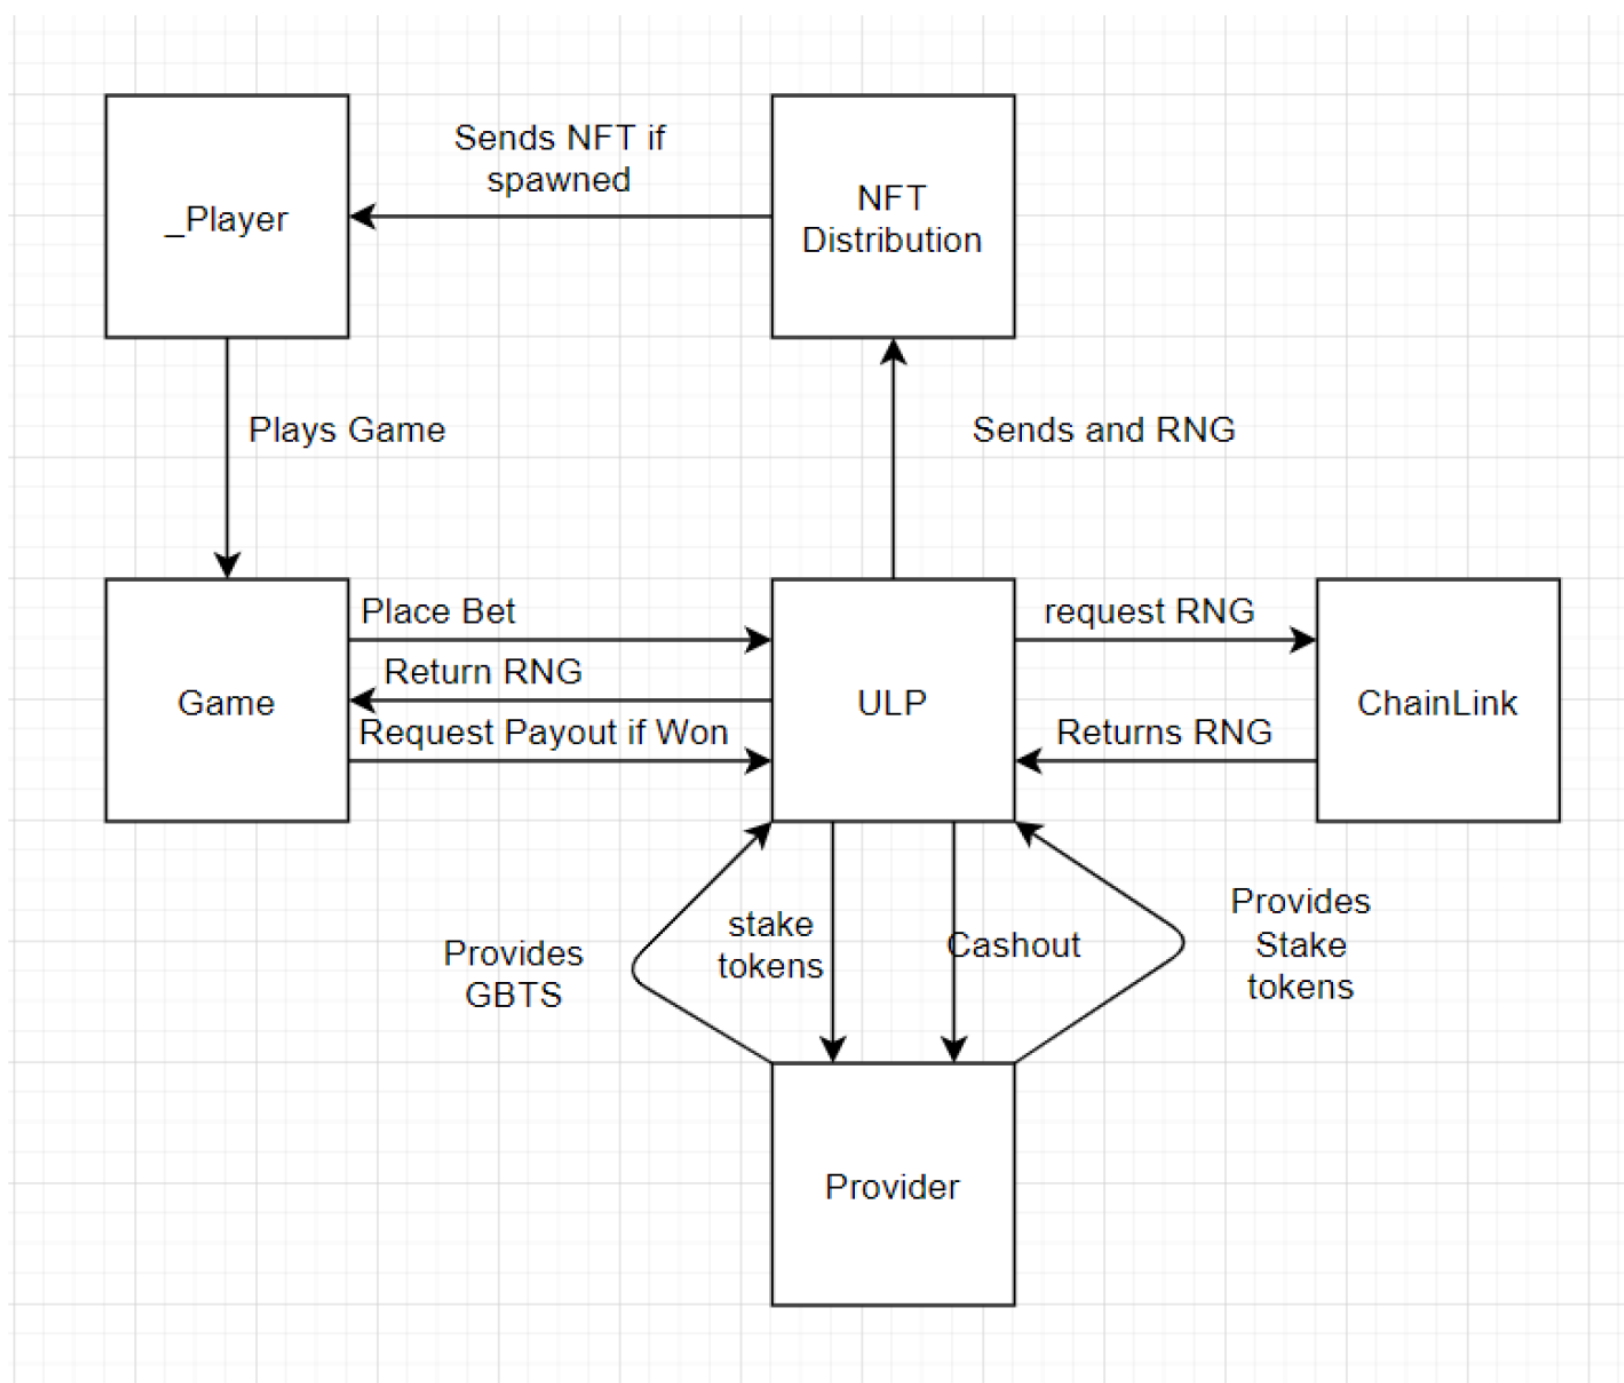 Sends NFT if
spawned
_Player
NFT
Distribution
Plays Game
Sends and RNG
Place Bet
request RNG
Return RNG
Game
ULP
ChainLink
Request Payout if Won
Returns RNG
Provides
GBTS
stake
tokens
Cashout
Provides
Stake
tokens
Provider